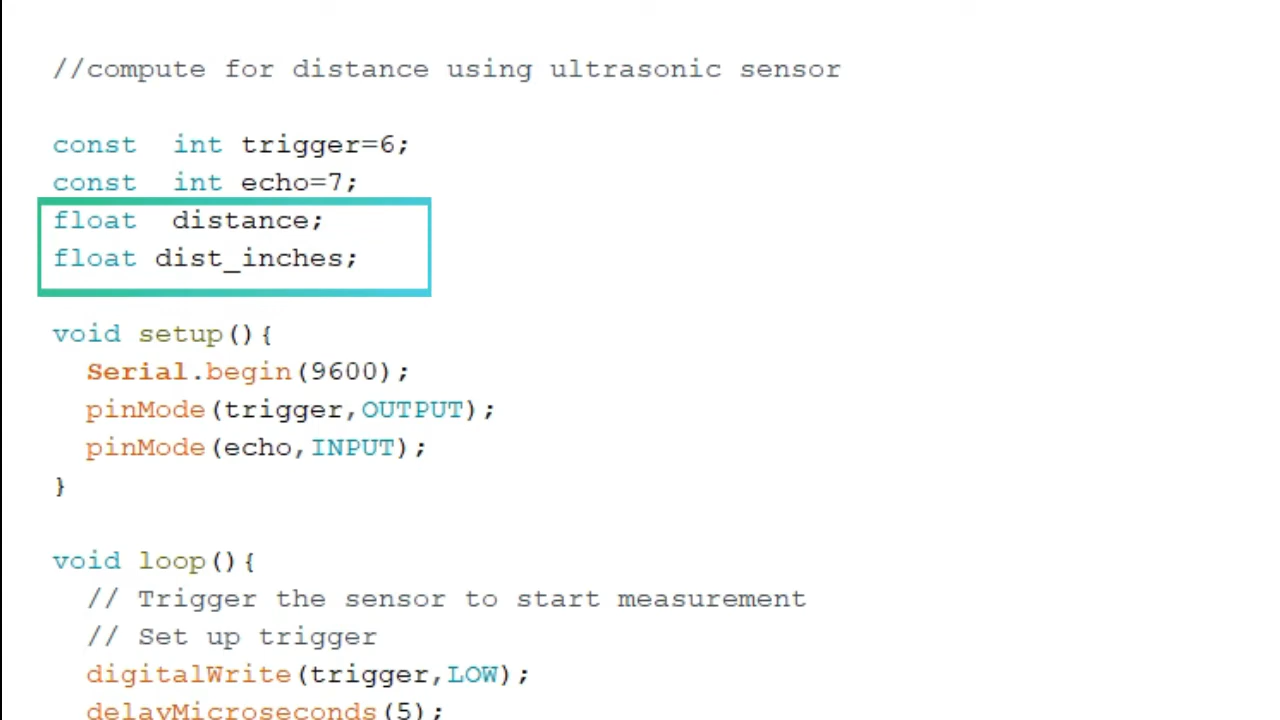 //compute for distance using ultrasonic sensor
const  int trigger=6;
const  int echo=7;
float  distance;
float dist_inches;
void setup(){
Serial.begin(9600);
pinMode(trigger,OUTPUT);
pinMode(echo,INPUT);
}
void loop(){
// Trigger the sensor to start measurement
// Set up trigger
digitalWrite(trigger,LOW);
delayMicroseconds(5);